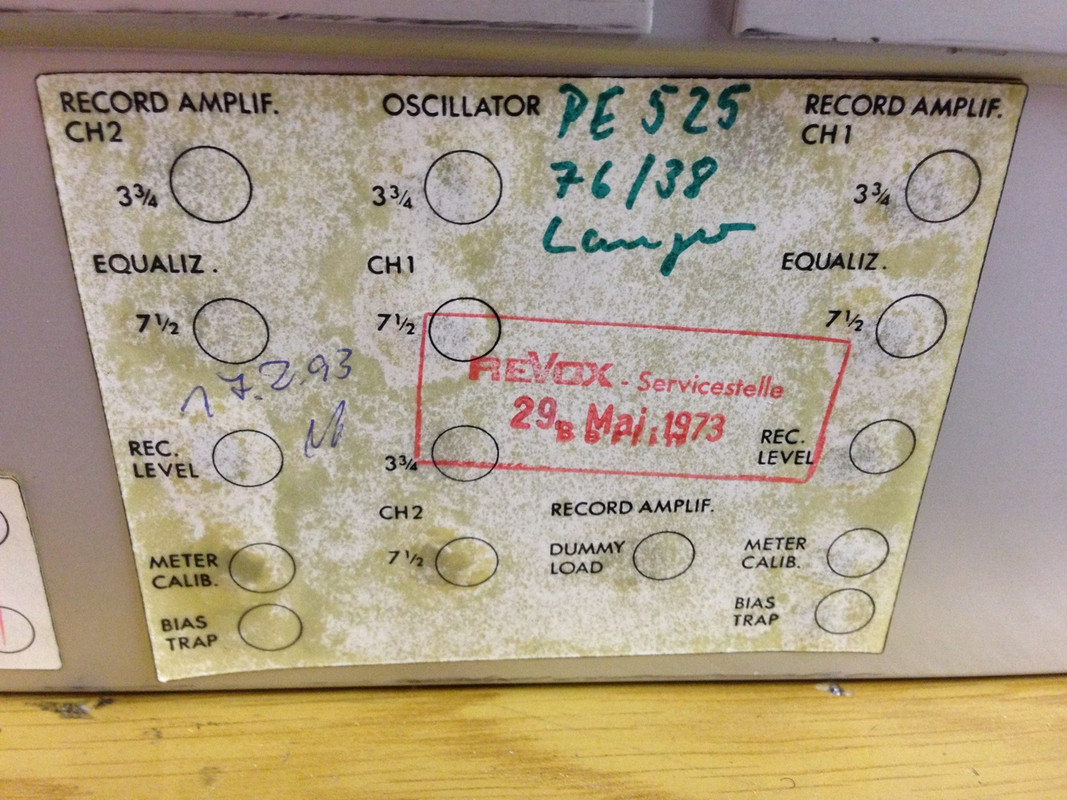 RECORD AMPLIF.
CH2
3¾
EQUALIZ.
7½
17.2.93
REC.
LEVEL
METER
CALIB.
BIAS
TRAP
OSCILLATOR
3¾
CH1
7½
3¾
CH2
7½
PE 525
76/38
REVOX - Servicestelle
29. Mai 1973
RECORD AMPLIF.
DUMMY
LOAD
RECORD AMPLIF.
CH1
3¾
EQUALIZ.
7½
REC.
LEVEL
METER
CALIB.
BIAS
TRAP